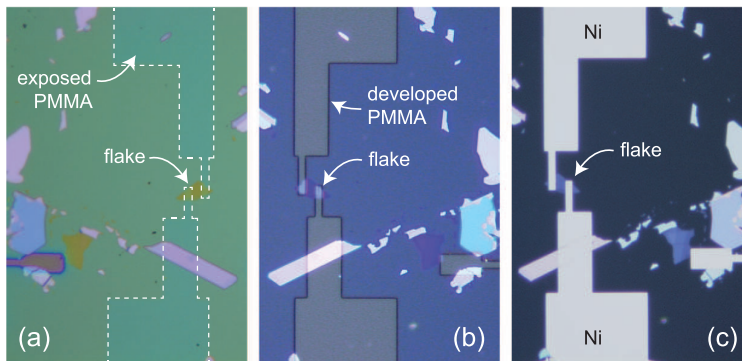 exposed
PMMA
flake
(a)
developed
PMMA
flake
(b)
Ni
flake
Ni
(c)